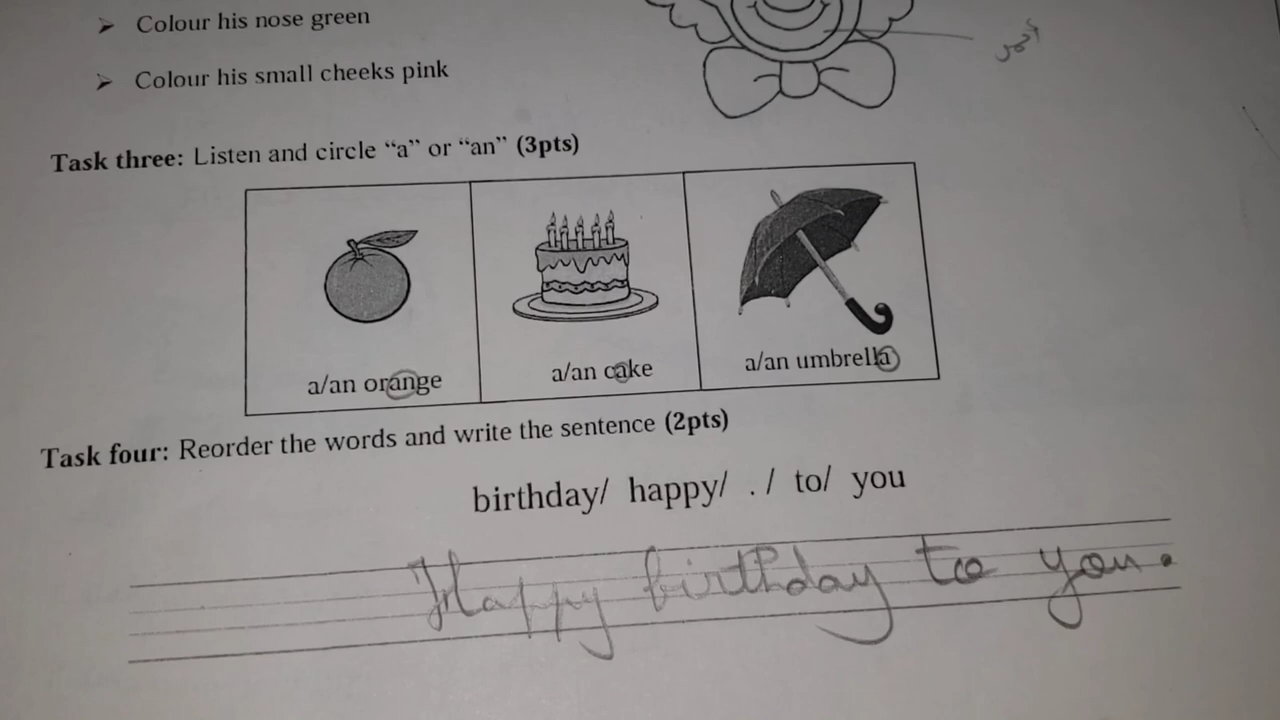 ➢ Colour his nose green
➢ Colour his small cheeks pink
أحمر
Task three: Listen and circle “a” or “an” (3pts)
a/an orange
a/an cake
a/an umbrella
Task four: Reorder the words and write the sentence (2pts)
birthday/ happy/ . / to/ you
Happy birthday to you.